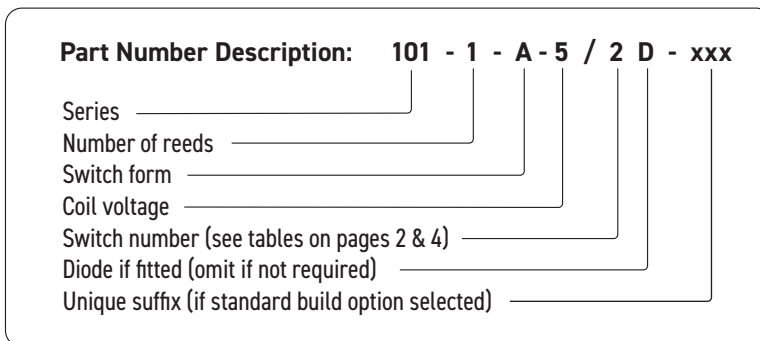 Part Number Description: 101 - 1 - A - 5 / 2 D - xxx
Series
Number of reeds
Switch form
Coil voltage
Switch number (see tables on pages 2 & 4)
Diode if fitted (omit if not required)
Unique suffix (if standard build option selected)